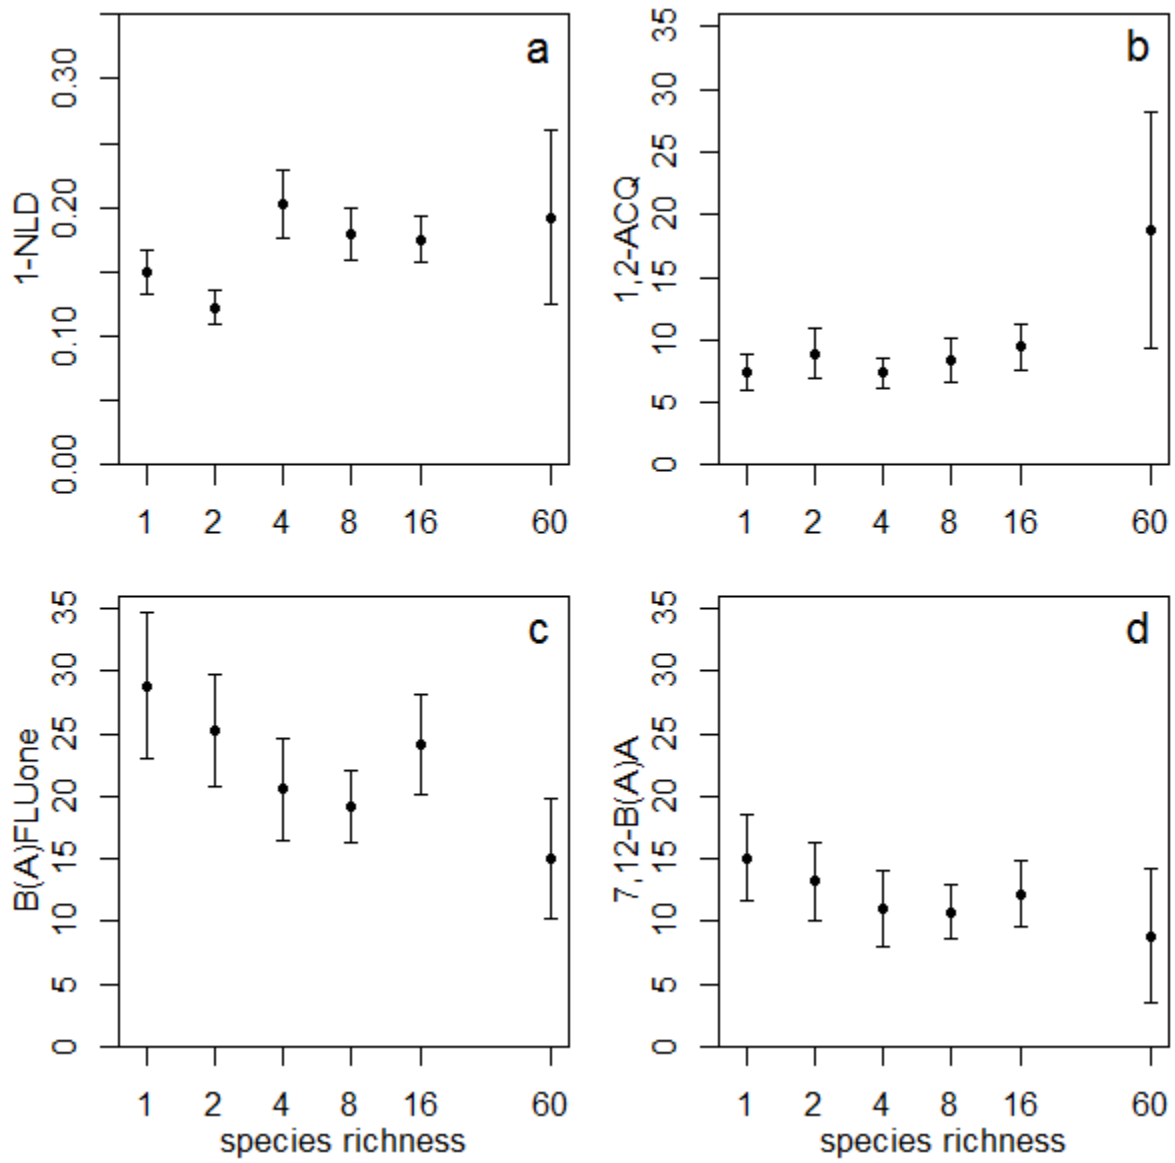 a
1-NLD
0.00 0.10 0.20 0.30
1 2 4 8 16 60
b
1,2-ACQ
0 5 10 15 20 25 30 35
1 2 4 8 16 60
c
B(A)FLUone
0 5 10 15 20 25 30 35
1 2 4 8 16 60
species richness
d
7,12-B(A)A
0 5 10 15 20 25 30 35
1 2 4 8 16 60
species richness